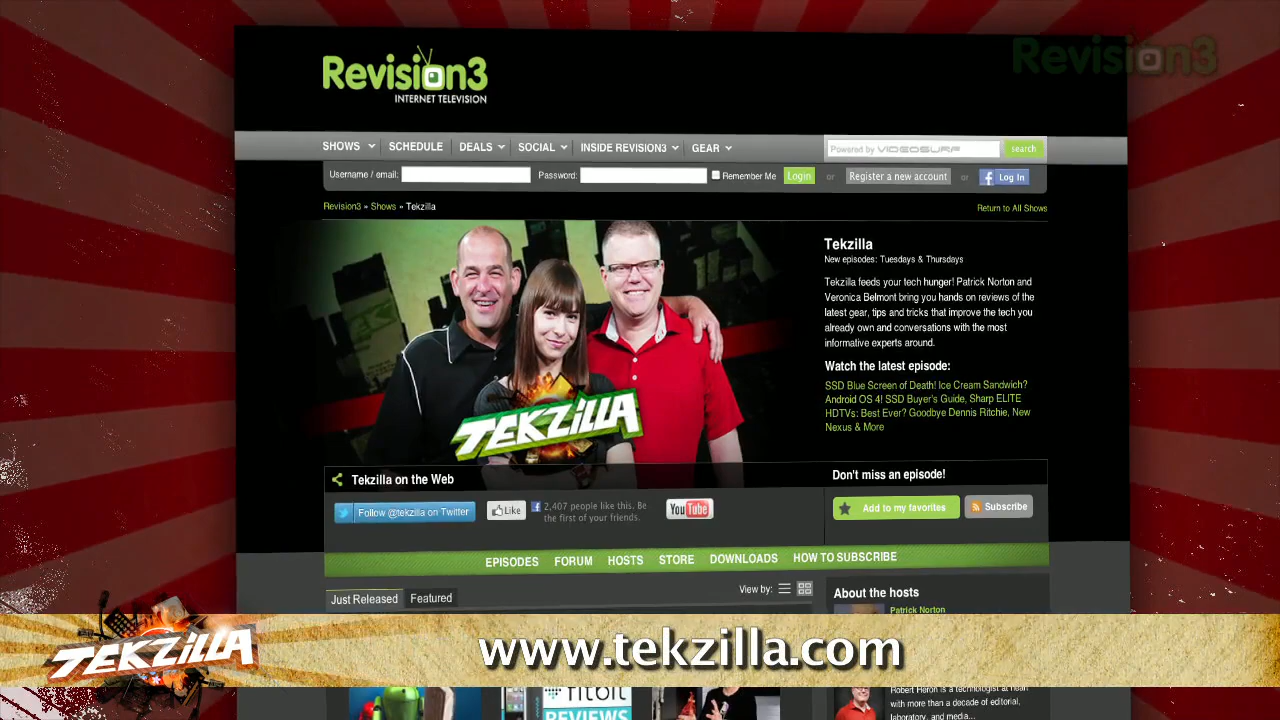 Revision3
INTERNET TELEVISION
Revision3
SHOWS
SCHEDULE
DEALS
SOCIAL
INSIDE REVISION3
GEAR
Powered by VIDEOSURF
search
Username / email:
Password:
Remember Me
Login
or
Register a new account
or
f Log In
Revision3 » Shows » Tekzilla
Return to All Shows
Tekzilla
New episodes: Tuesdays & Thursdays
Tekzilla feeds your tech hunger! Patrick Norton and
Veronica Belmont bring you hands on reviews of the
latest gear, tips and tricks that improve the tech you
already own and conversations with the most
informative experts around.
Watch the latest episode:
SSD Blue Screen of Death! Ice Cream Sandwich?
Android OS 4! SSD Buyer's Guide, Sharp ELITE
HDTVs: Best Ever? Goodbye Dennis Ritchie, New
Nexus & More
TEKZILLA
Tekzilla on the Web
Don't miss an episode!
Follow @tekzilla on Twitter
Like
f 2,407 people like this. Be
the first of your friends.
YouTube
Add to my favorites
Subscribe
EPISODES
FORUM
HOSTS
STORE
DOWNLOADS
HOW TO SUBSCRIBE
Just Released
Featured
View by:
About the hosts
Patrick Norton
TEKZILLA
www.tekzilla.com
fitbit
REVIEWS
Robert Heron is a technologist at heart
with more than a decade of editorial,
laboratory, and media...